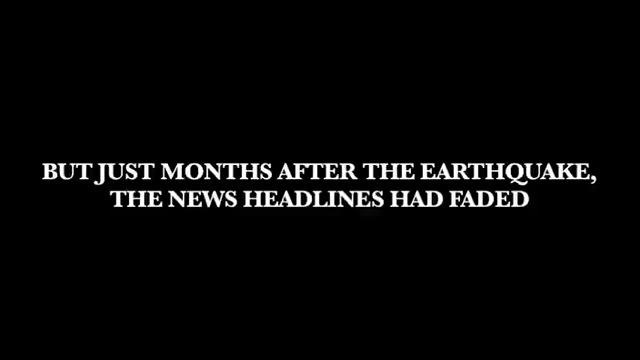 BUT JUST MONTHS AFTER THE EARTHQUAKE,
THE NEWS HEADLINES HAD FADED